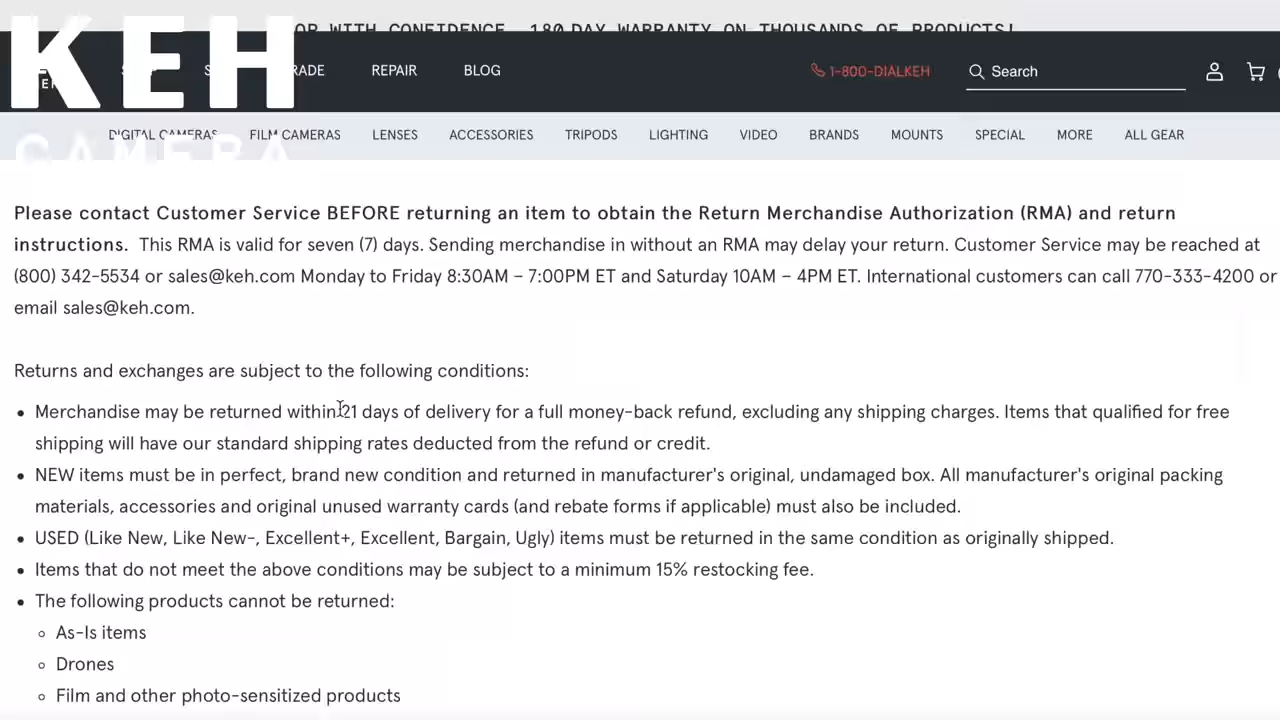 OR WITH CONFIDENCE. 180 DAY WARRANTY ON THOUSANDS OF PRODUCTS!
KEH
CAMERA
REPAIR
BLOG
1-800-DIALKEH
Search
DIGITAL CAMERAS
FILM CAMERAS
LENSES
ACCESSORIES
TRIPODS
LIGHTING
VIDEO
BRANDS
MOUNTS
SPECIAL
MORE
ALL GEAR
Please contact Customer Service BEFORE returning an item to obtain the Return Merchandise Authorization (RMA) and return
instructions. This RMA is valid for seven (7) days. Sending merchandise in without an RMA may delay your return. Customer Service may be reached at
(800) 342-5534 or sales@keh.com Monday to Friday 8:30AM – 7:00PM ET and Saturday 10AM – 4PM ET. International customers can call 770-333-4200 or
email sales@keh.com.
Returns and exchanges are subject to the following conditions:
Merchandise may be returned within 21 days of delivery for a full money-back refund, excluding any shipping charges. Items that qualified for free
shipping will have our standard shipping rates deducted from the refund or credit.
NEW items must be in perfect, brand new condition and returned in manufacturer's original, undamaged box. All manufacturer's original packing
materials, accessories and original unused warranty cards (and rebate forms if applicable) must also be included.
USED (Like New, Like New-, Excellent+, Excellent, Bargain, Ugly) items must be returned in the same condition as originally shipped.
Items that do not meet the above conditions may be subject to a minimum 15% restocking fee.
The following products cannot be returned:
As-Is items
Drones
Film and other photo-sensitized products